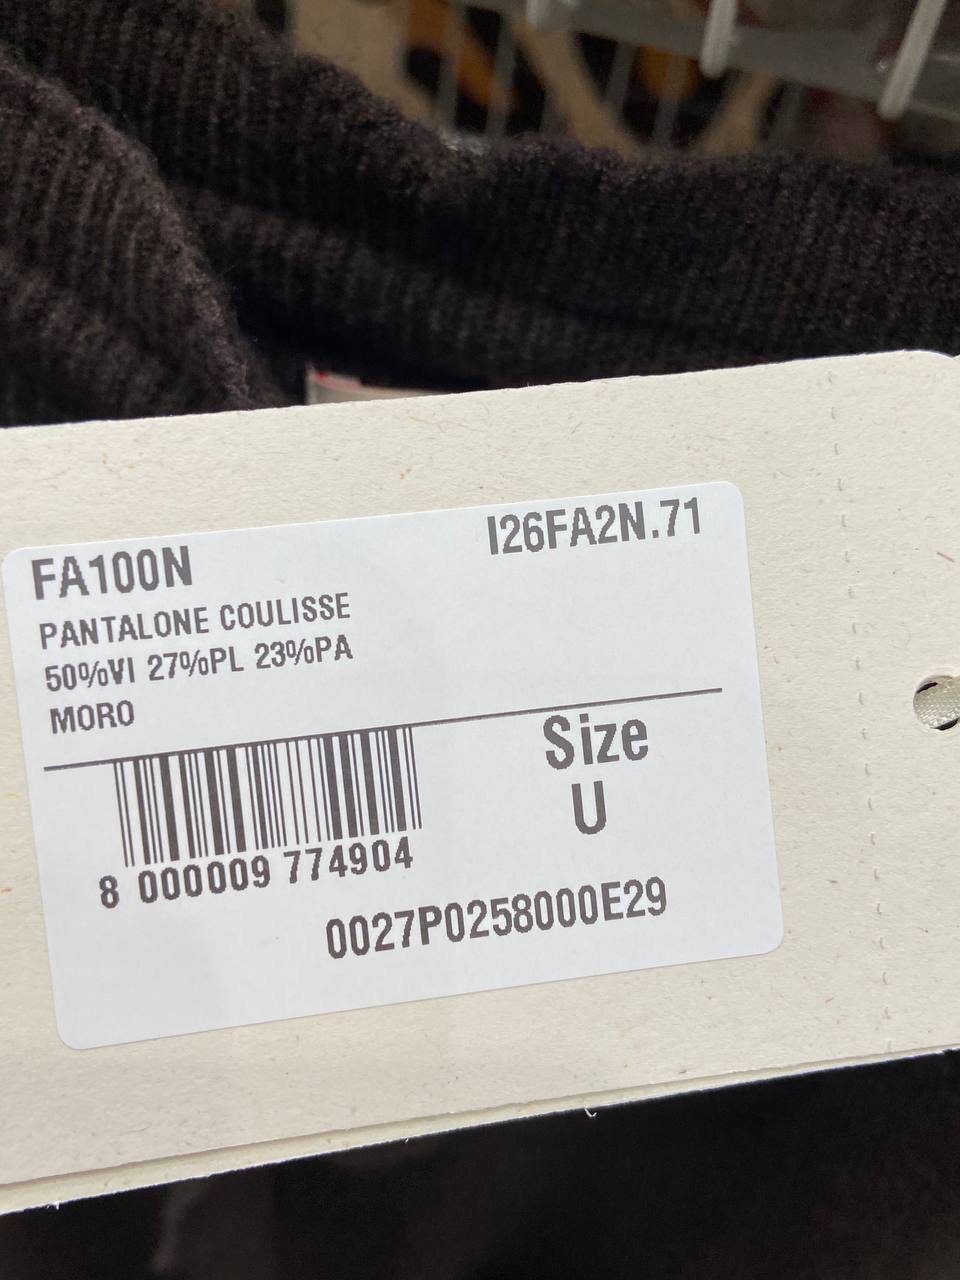 FA100N
I26FA2N.71
PANTALONE COULISSE
50%VI 27%PL 23%PA
MORO
Size
U
8 000009 774904
0027P0258000E29